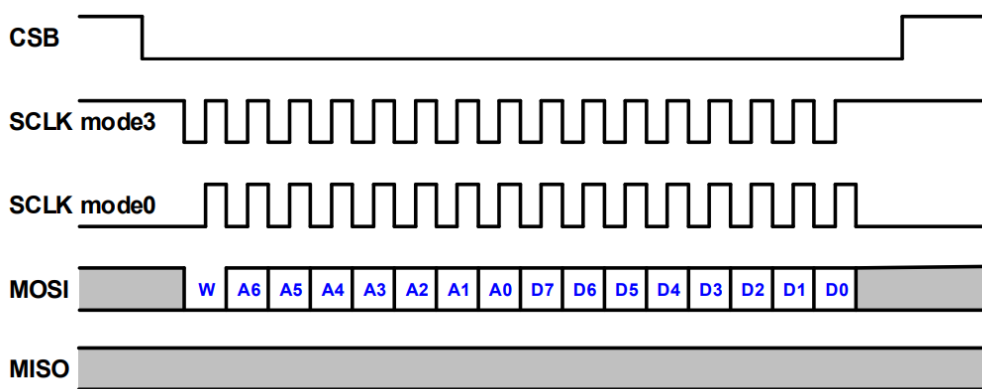 CSB
SCLK mode3
SCLK mode0
MOSI W A6 A5 A4 A3 A2 A1 A0 D7 D6 D5 D4 D3 D2 D1 D0
MISO